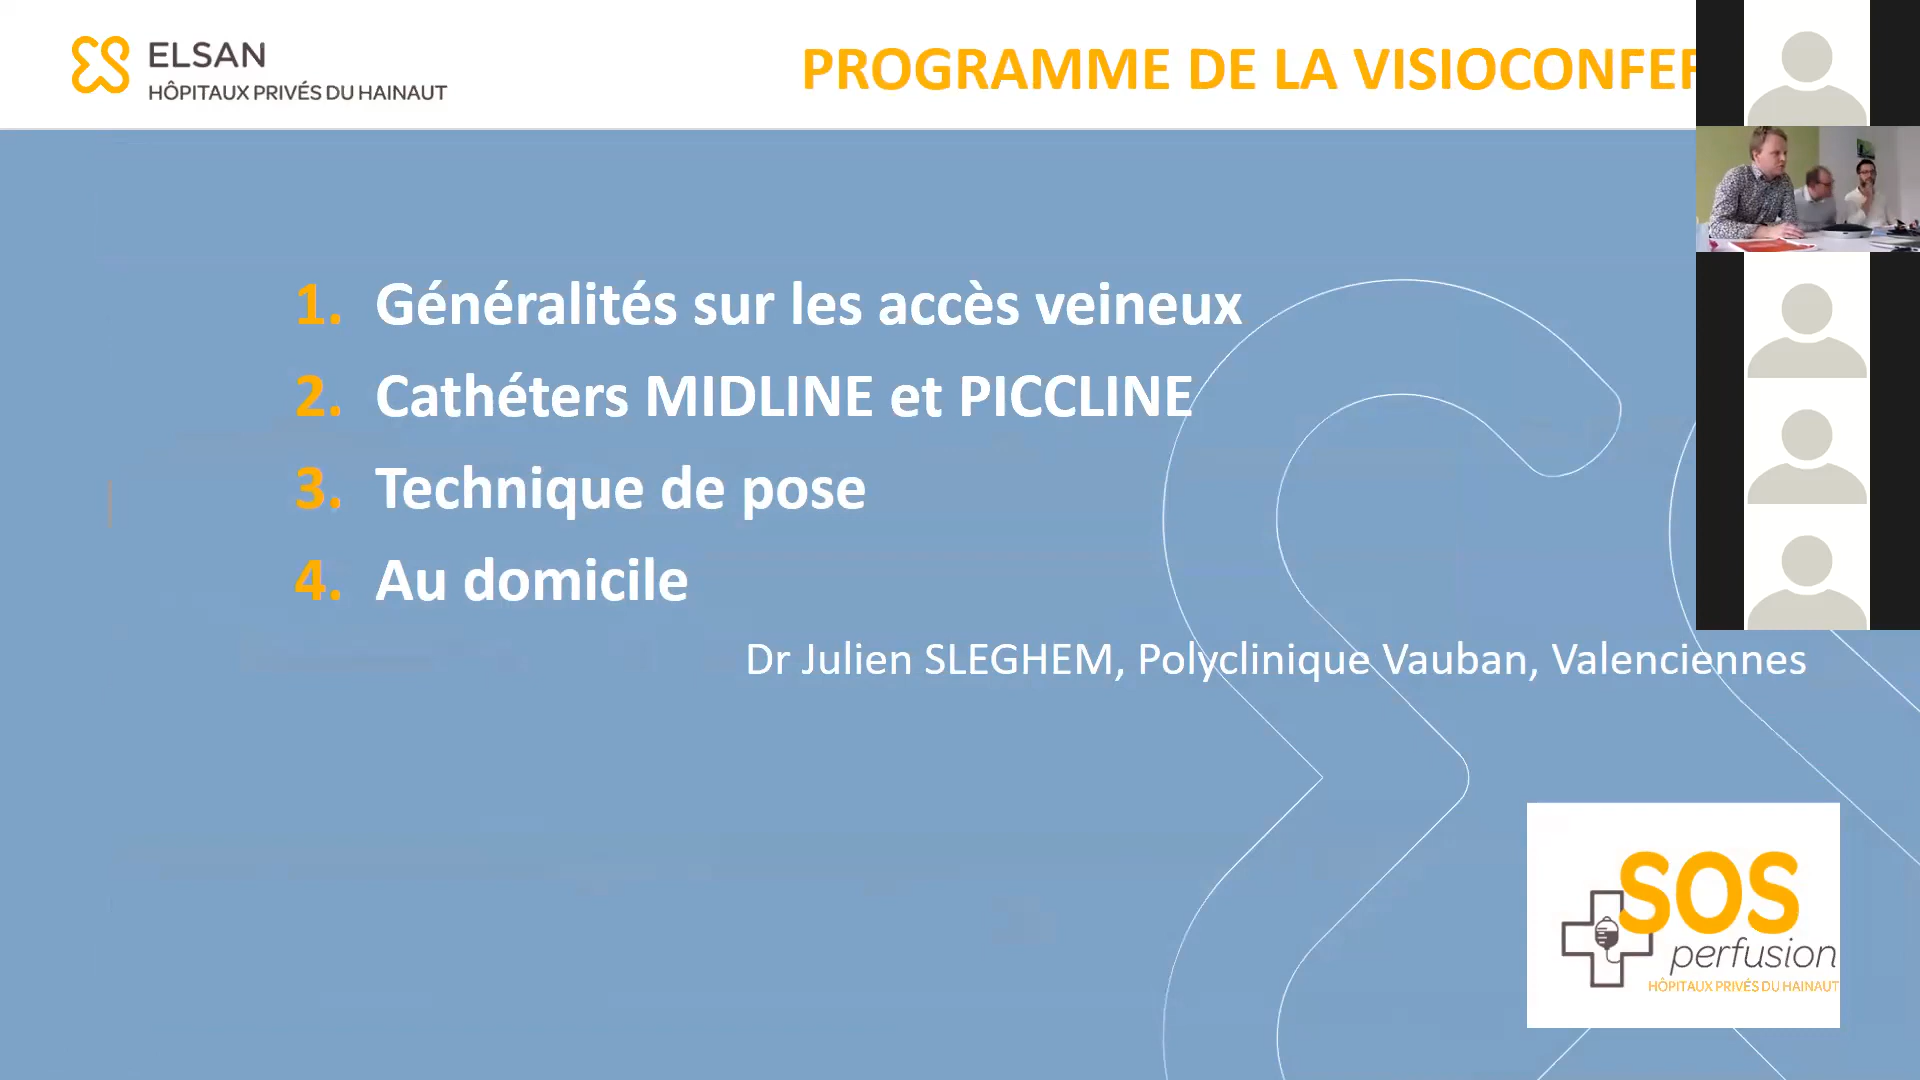 ELSAN
HÔPITAUX PRIVÉS DU HAINAUT
PROGRAMME DE LA VISIOCONFER
1. Généralités sur les accès veineux
2. Cathéters MIDLINE et PICCLINE
3. Technique de pose
4. Au domicile
Dr Julien SLEGHEM, Polyclinique Vauban, Valenciennes
SOS
perfusion
HÔPITAUX PRIVÉS DU HAINAUT